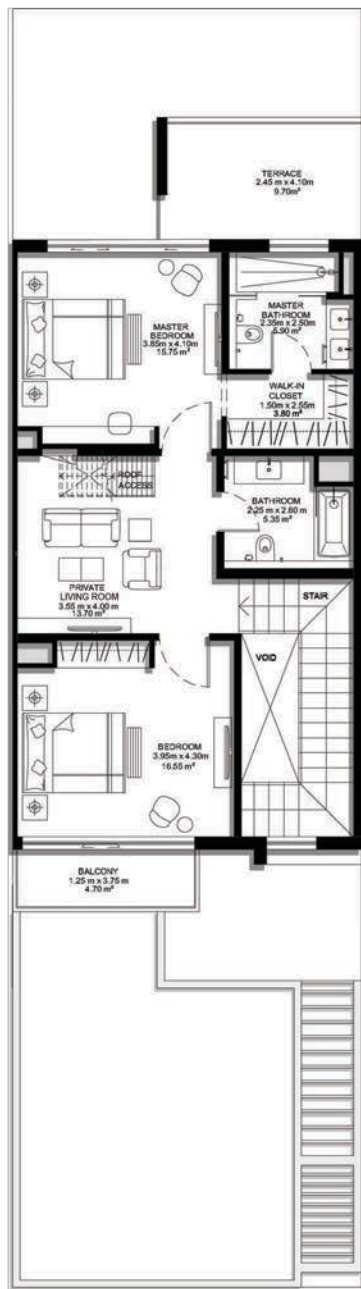 TERRACE
2.45 m x 4.10m
9.70m²
MASTER
BATHROOM
2.35m x 2.50m
5.90 m²
MASTER
BEDROOM
3.85m x 4.10m
15.75 m²
WALK-IN
CLOSET
1.50m x 2.55m
3.80 m²
ROOF
ACCESS
BATHROOM
2.25 m x 2.60 m
5.35 m²
PRIVATE
LIVING ROOM
3.55 m x 4.00 m
13.70 m²
STAIR
VOID
BEDROOM
3.95m x 4.30m
16.55 m²
BALCONY
1.25 m x 3.75 m
4.70 m²